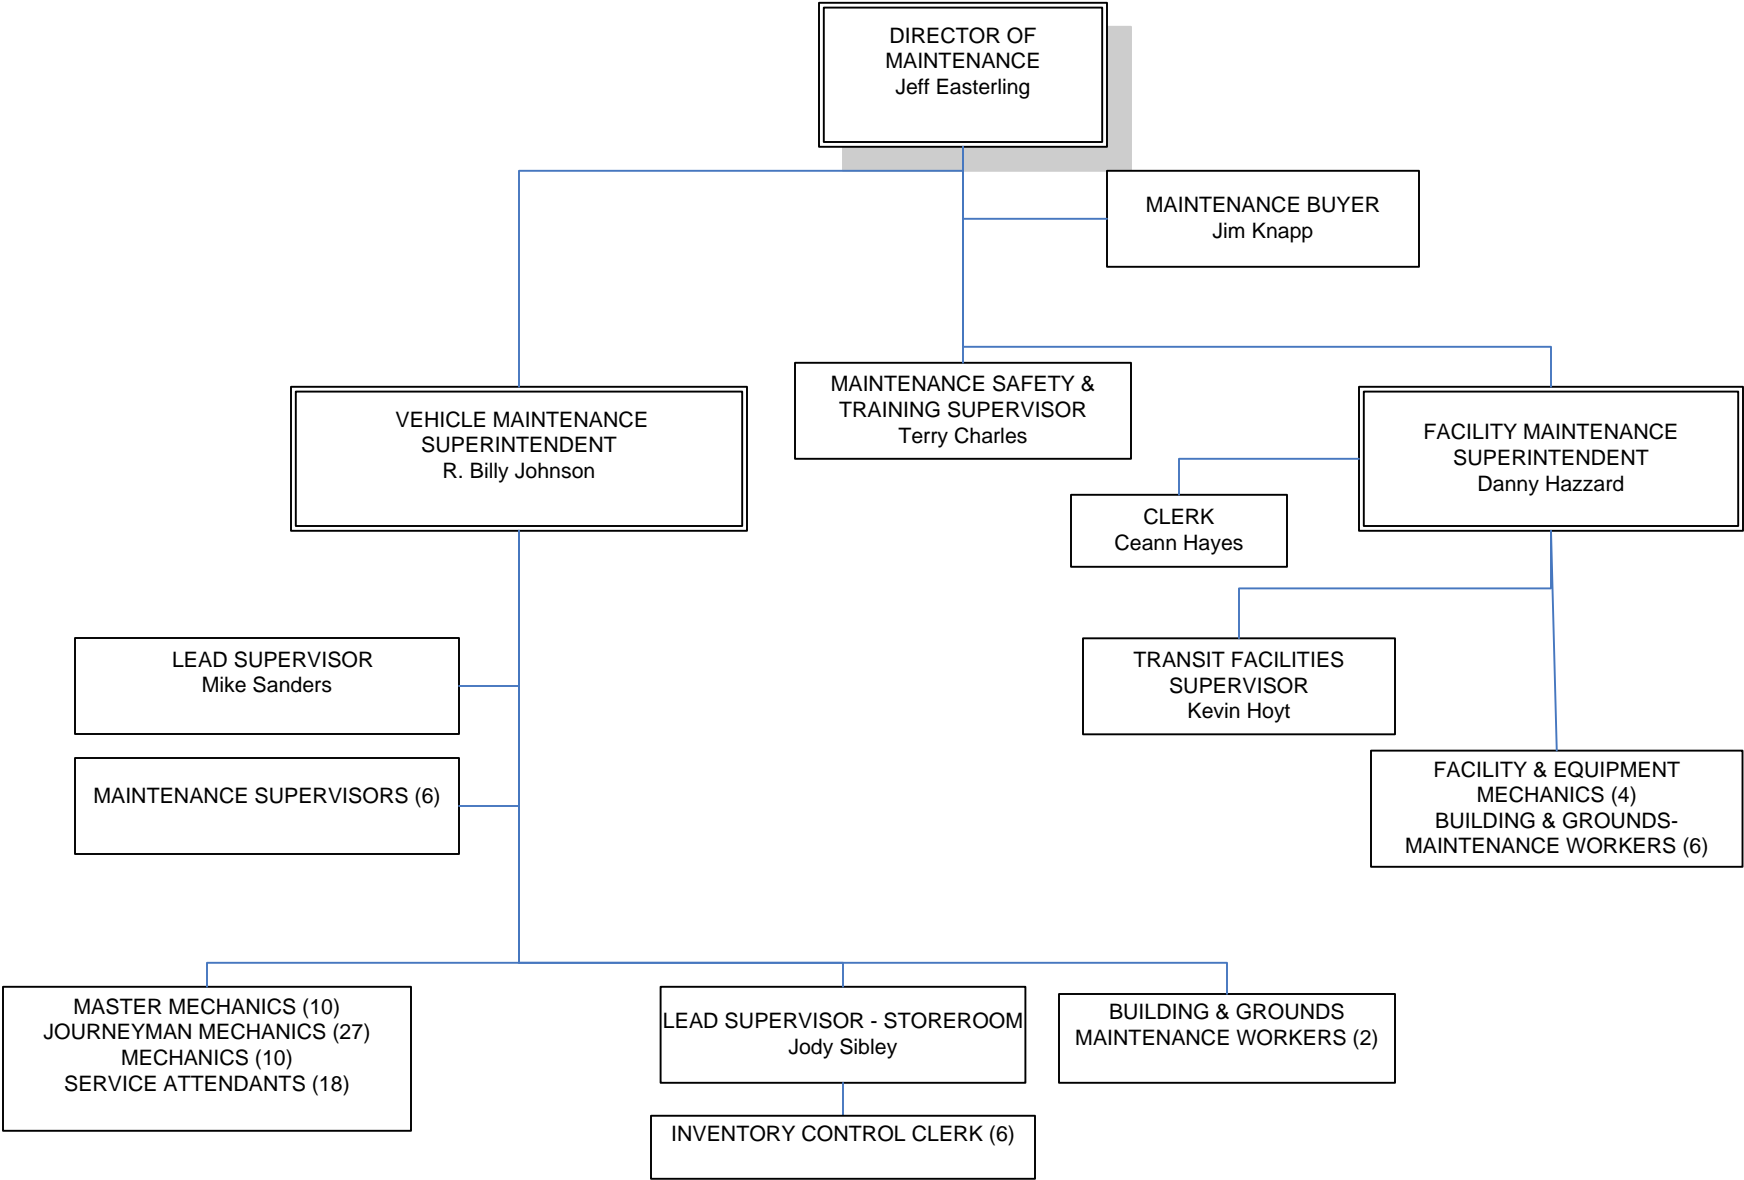 DIRECTOR OF
MAINTENANCE
Jeff Easterling
MAINTENANCE BUYER
Jim Knapp
VEHICLE MAINTENANCE
SUPERINTENDENT
R. Billy Johnson
MAINTENANCE SAFETY &
TRAINING SUPERVISOR
Terry Charles
FACILITY MAINTENANCE
SUPERINTENDENT
Danny Hazzard
CLERK
Ceann Hayes
LEAD SUPERVISOR
Mike Sanders
TRANSIT FACILITIES
SUPERVISOR
Kevin Hoyt
MAINTENANCE SUPERVISORS (6)
FACILITY & EQUIPMENT
MECHANICS (4)
BUILDING & GROUNDS-
MAINTENANCE WORKERS (6)
MASTER MECHANICS (10)
JOURNEYMAN MECHANICS (27)
MECHANICS (10)
SERVICE ATTENDANTS (18)
LEAD SUPERVISOR - STOREROOM
Jody Sibley
BUILDING & GROUNDS
MAINTENANCE WORKERS (2)
INVENTORY CONTROL CLERK (6)